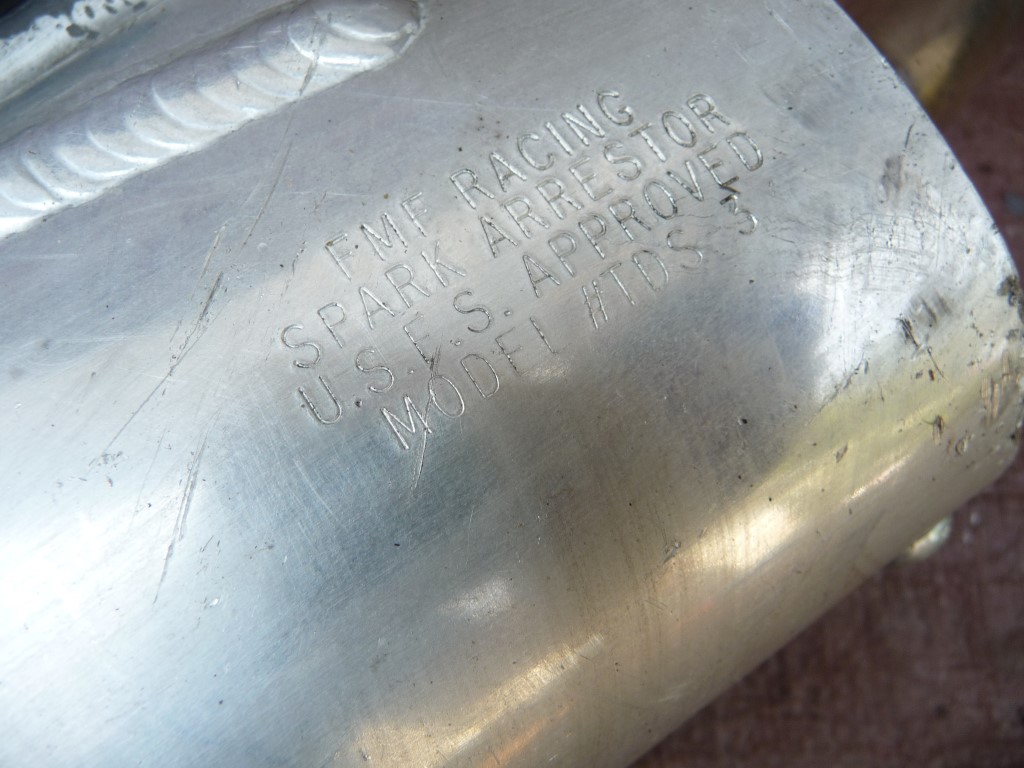 FMF RACING
SPARK ARRESTOR
U.S.F.S. APPROVED
MODEL #TDS 3